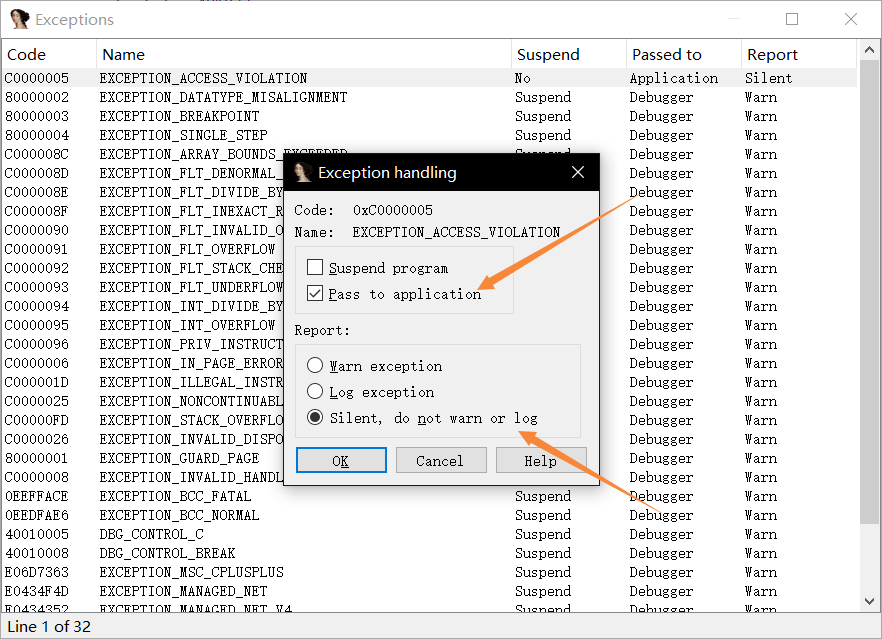 Exceptions
Code Name Suspend Passed to Report
C0000005 EXCEPTION_ACCESS_VIOLATION No Application Silent
80000002 EXCEPTION_DATATYPE_MISALIGNMENT Suspend Debugger Warn
80000003 EXCEPTION_BREAKPOINT Suspend Debugger Warn
80000004 EXCEPTION_SINGLE_STEP Suspend Debugger Warn
C000008C EXCEPTION_ARRAY_BOUNDS_EXCEEDED Suspend Debugger Warn
C000008D EXCEPTION_FLT_DENORMAL_ Debugger Warn
C000008E EXCEPTION_FLT_DIVIDE_BY Debugger Warn
C000008F EXCEPTION_FLT_INEXACT_R Debugger Warn
C0000090 EXCEPTION_FLT_INVALID_O Debugger Warn
C0000091 EXCEPTION_FLT_OVERFLOW Debugger Warn
C0000092 EXCEPTION_FLT_STACK_CHE Debugger Warn
C0000093 EXCEPTION_FLT_UNDERFLOW Debugger Warn
C0000094 EXCEPTION_INT_DIVIDE_BY Debugger Warn
C0000095 EXCEPTION_INT_OVERFLOW Debugger Warn
C0000096 EXCEPTION_PRIV_INSTRUCT Debugger Warn
C0000006 EXCEPTION_IN_PAGE_ERROR Debugger Warn
C000001D EXCEPTION_ILLEGAL_INSTR Debugger Warn
C0000025 EXCEPTION_NONCONTINUABL Debugger Warn
C00000FD EXCEPTION_STACK_OVERFLO Debugger Warn
C0000026 EXCEPTION_INVALID_DISPO Debugger Warn
80000001 EXCEPTION_GUARD_PAGE Debugger Warn
C0000008 EXCEPTION_INVALID_HANDL Debugger Warn
0EEFFACE EXCEPTION_BCC_FATAL Suspend Debugger Warn
0EEDFAE6 EXCEPTION_BCC_NORMAL Suspend Debugger Warn
40010005 DBG_CONTROL_C Suspend Debugger Warn
40010008 DBG_CONTROL_BREAK Suspend Debugger Warn
E06D7363 EXCEPTION_MSC_CPLUSPLUS Suspend Debugger Warn
E0434F4D EXCEPTION_MANAGED_NET Suspend Debugger Warn
E0434352 EXCEPTION_MANAGED_NET_V4 Suspend Debugger Warn
Line 1 of 32
Exception handling
Code: 0xC0000005
Name: EXCEPTION_ACCESS_VIOLATION
Suspend program
Pass to application
Report:
Warn exception
Log exception
Silent, do not warn or log
OK Cancel Help